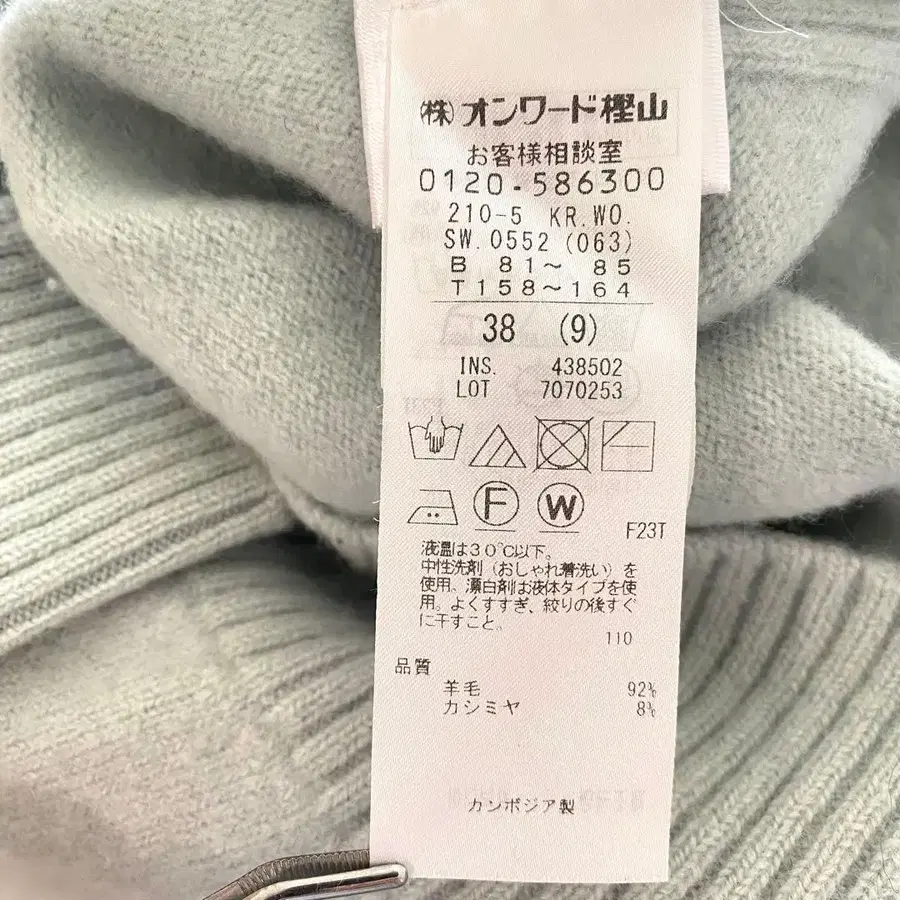 (株)オンワード樫山
お客様相談室
0120-586300
210-5 KR.WO.
SW.0552(063)
B 81～ 85
T158～164
38 (9)
INS. 438502
LOT 7070253
F W
F23T
液温は30℃以下。
中性洗剤（おしゃれ着洗い）を
使用。漂白剤は液体タイプを使
用。よくすすぎ、絞りの後すぐ
に干すこと。
110
品質
羊毛 92%
カシミヤ 8%
カンボジア製